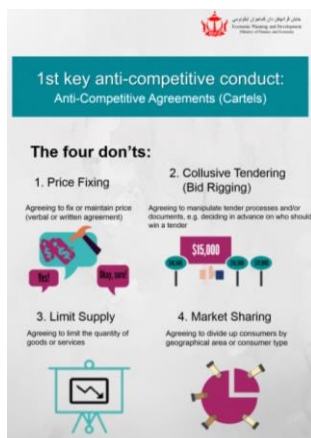 Economic Planning and Development
Ministry of Finance and Economy
1st key anti-competitive conduct:
Anti-Competitive Agreements (Cartels)
The four don'ts:
1. Price Fixing
Agreeing to fix or maintain price
(verbal or written agreement)
Yes!
Okay, sure!
2. Collusive Tendering
(Bid Rigging)
Agreeing to manipulate tender processes and/or
documents, e.g. deciding in advance on who should
win a tender
$15,000
3. Limit Supply
Agreeing to limit the quantity of
goods or services
4. Market Sharing
Agreeing to divide up consumers by
geographical area or consumer type